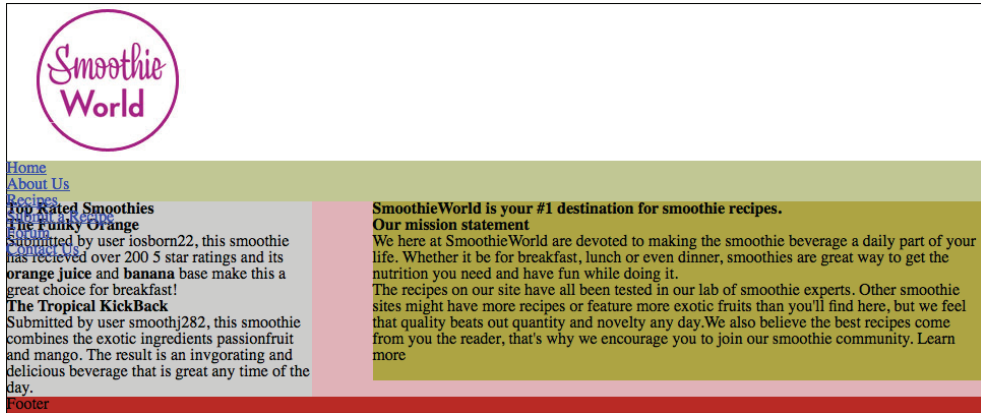 Smoothie
World
Home
About Us
Recipes
Submit a Recipe
Forum
Contact Us
Top Rated Smoothies
The Funky Orange
Submitted by user iosborn22, this smoothie
has recieved over 200 5 star ratings and its
orange juice and banana base make this a
great choice for breakfast!
The Tropical KickBack
Submitted by user smoothj282, this smoothie
combines the exotic ingredients passionfruit
and mango. The result is an invgorating and
delicious beverage that is great any time of the
day.
SmoothieWorld is your #1 destination for smoothie recipes.
Our mission statement
We here at SmoothieWorld are devoted to making the smoothie beverage a daily part of your
life. Whether it be for breakfast, lunch or even dinner, smoothies are great way to get the
nutrition you need and have fun while doing it.
The recipes on our site have all been tested in our lab of smoothie experts. Other smoothie
sites might have more recipes or feature more exotic fruits than you'll find here, but we feel
that quality beats out quantity and novelty any day.We also believe the best recipes come
from you the reader, that's why we encourage you to join our smoothie community. Learn
more
Footer